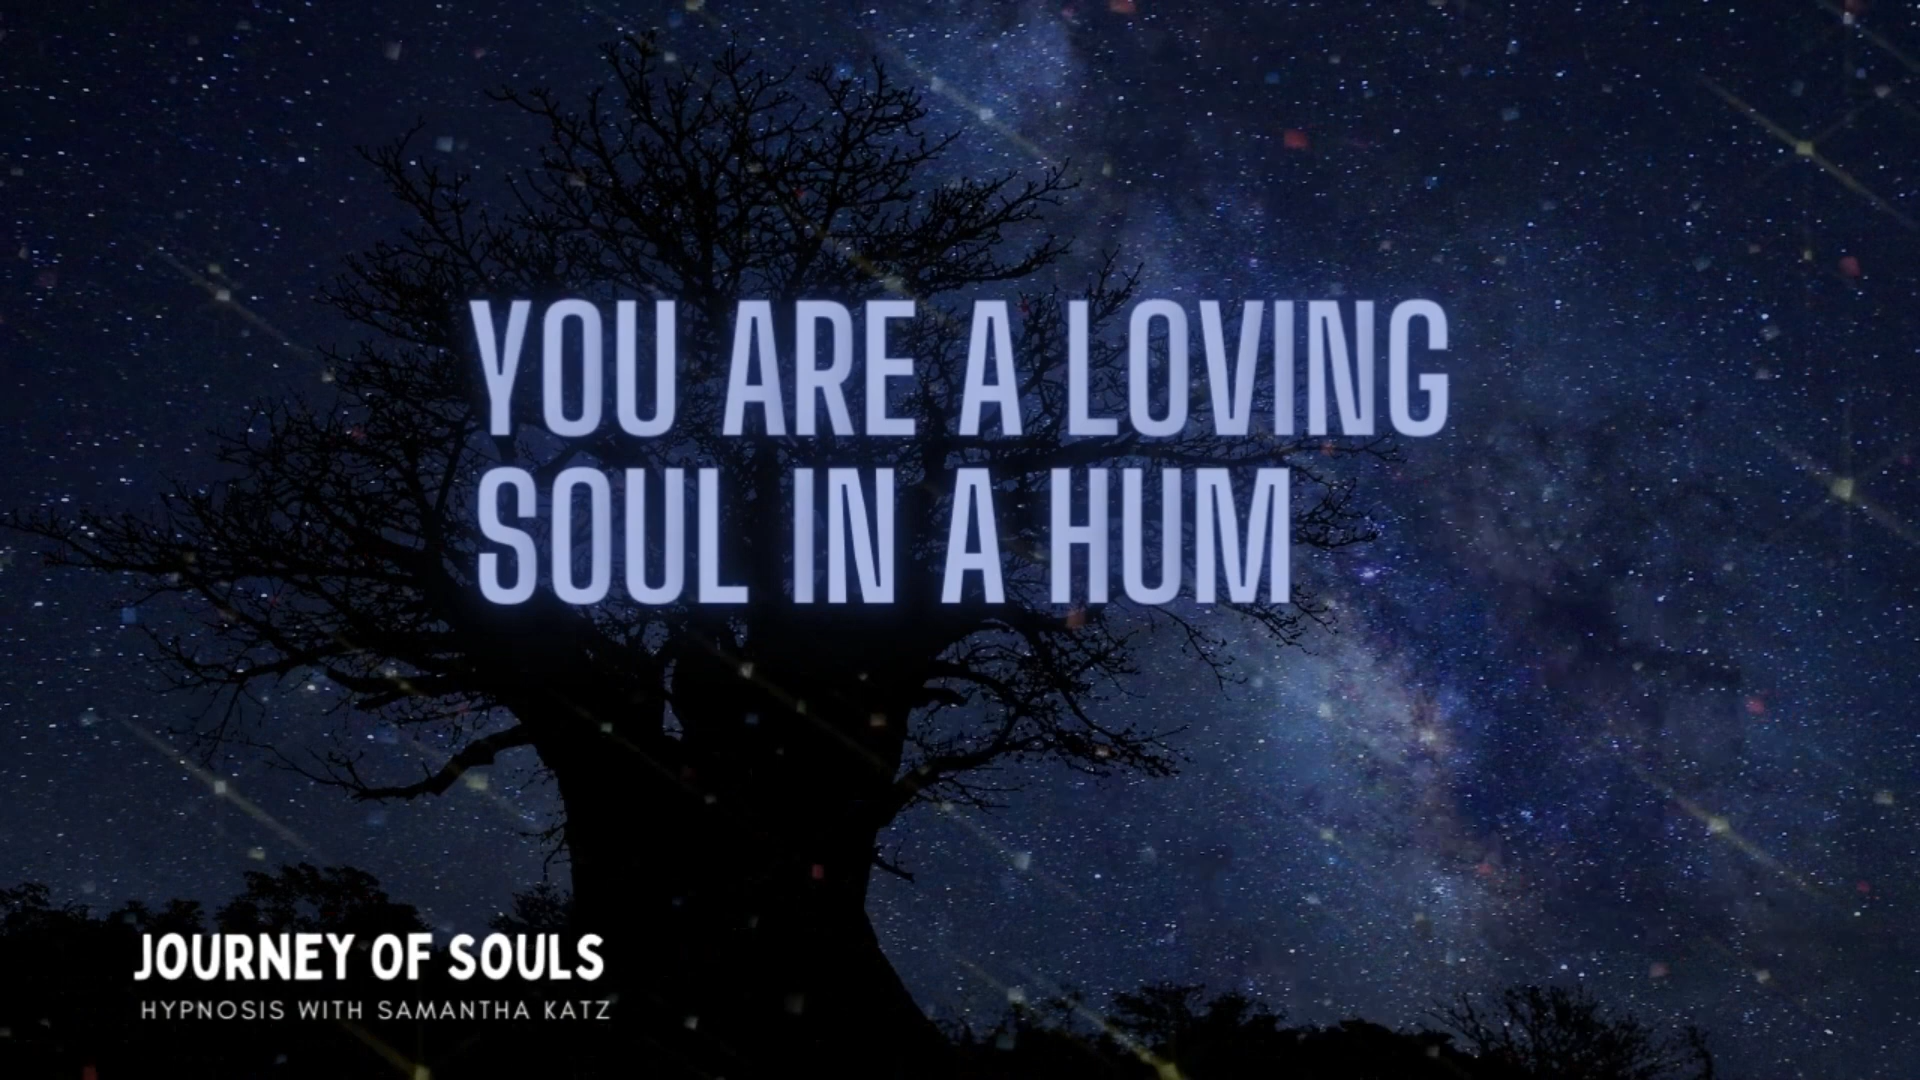 YOU ARE A LOVING
SOUL IN A HUM
JOURNEY OF SOULS
HYPNOSIS WITH SAMANTHA KATZ